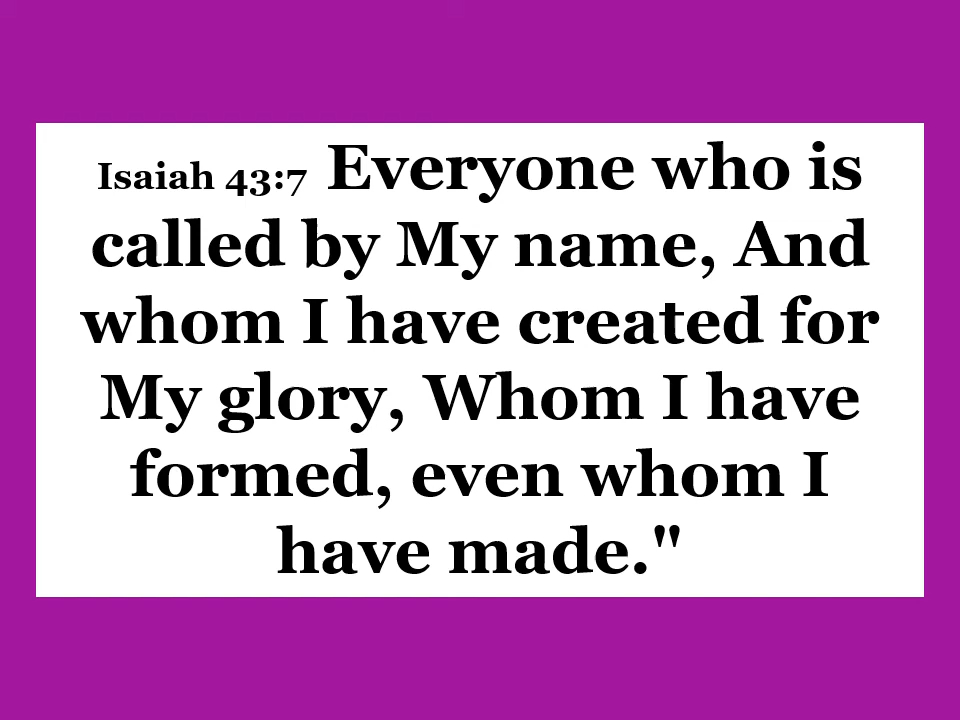 Isaiah 43:7 Everyone who is
called by My name, And
whom I have created for
My glory, Whom I have
formed, even whom I
have made."